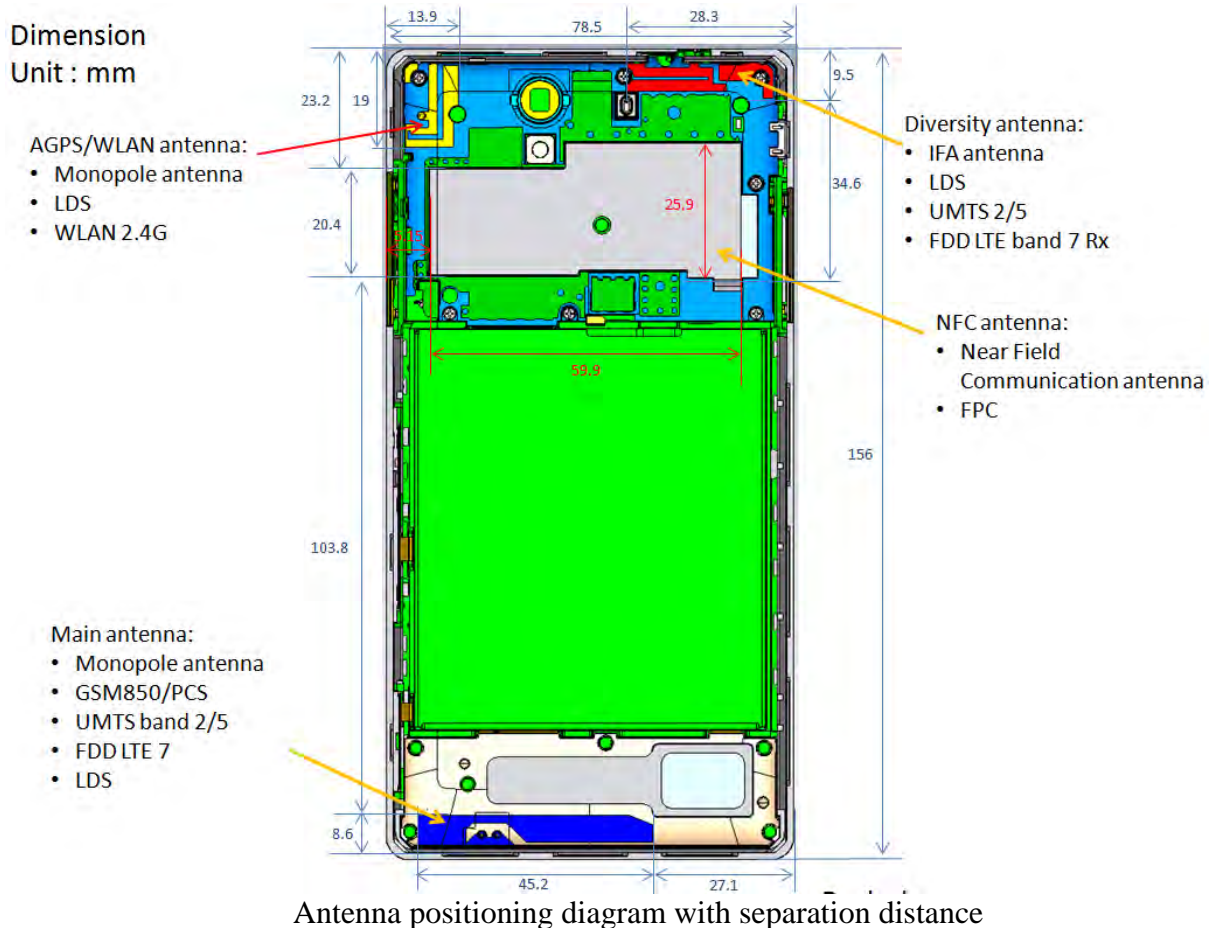 Dimension
Unit : mm
13.9
28.3
78.5
23.2
19
9.5
AGPS/WLAN antenna:
• Monopole antenna
• LDS
• WLAN 2.4G
Diversity antenna:
• IFA antenna
• LDS
• UMTS 2/5
• FDD LTE band 7 Rx
34.6
25.9
20.4
NFC antenna:
• Near Field
Communication antenna
• FPC
59.9
156
103.8
Main antenna:
• Monopole antenna
• GSM850/PCS
• UMTS band 2/5
• FDD LTE 7
• LDS
8.6
45.2
27.1
Antenna positioning diagram with separation distance